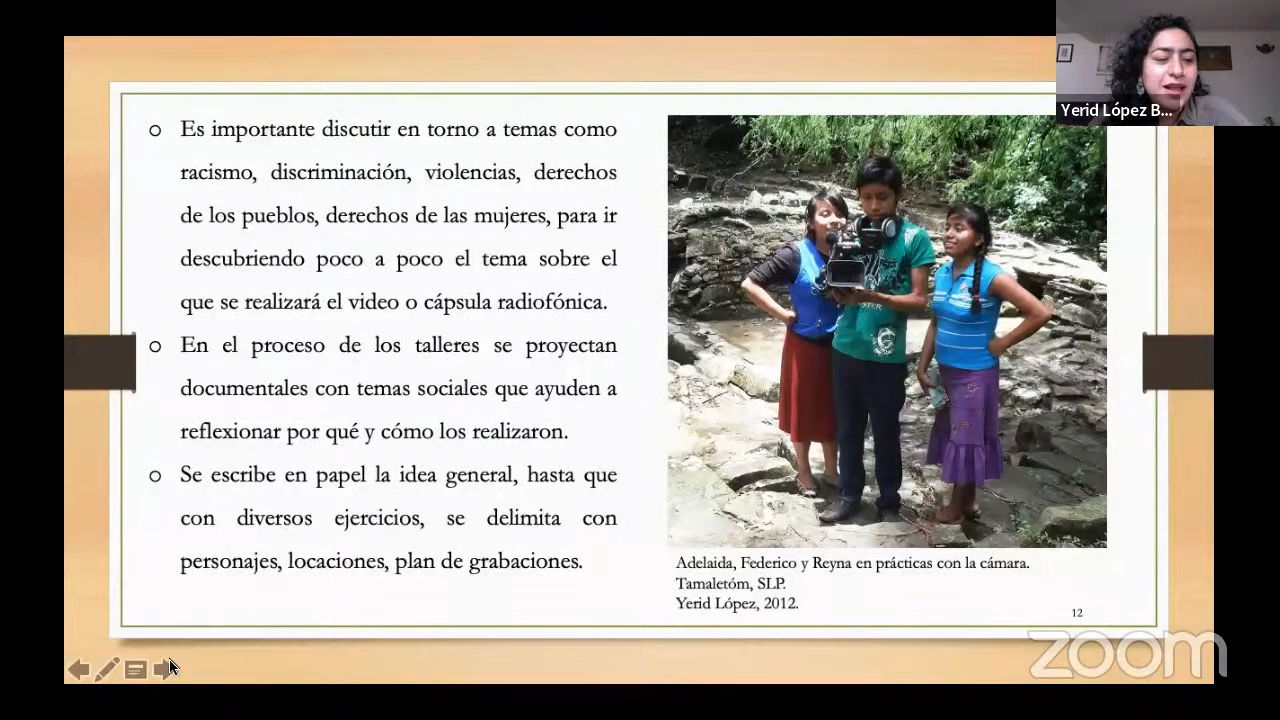 Es importante discutir en torno a temas como
racismo, discriminación, violencias, derechos
de los pueblos, derechos de las mujeres, para ir
descubriendo poco a poco el tema sobre el
que se realizará el video o cápsula radiofónica.
En el proceso de los talleres se proyectan
documentales con temas sociales que ayuden a
reflexionar por qué y cómo los realizaron.
Se escribe en papel la idea general, hasta que
con diversos ejercicios, se delimita con
personajes, locaciones, plan de grabaciones.
Yerid López B...
Adelaida, Federico y Reyna en prácticas con la cámara.
Tamaletóm, SLP.
Yerid López, 2012.
12
zoom